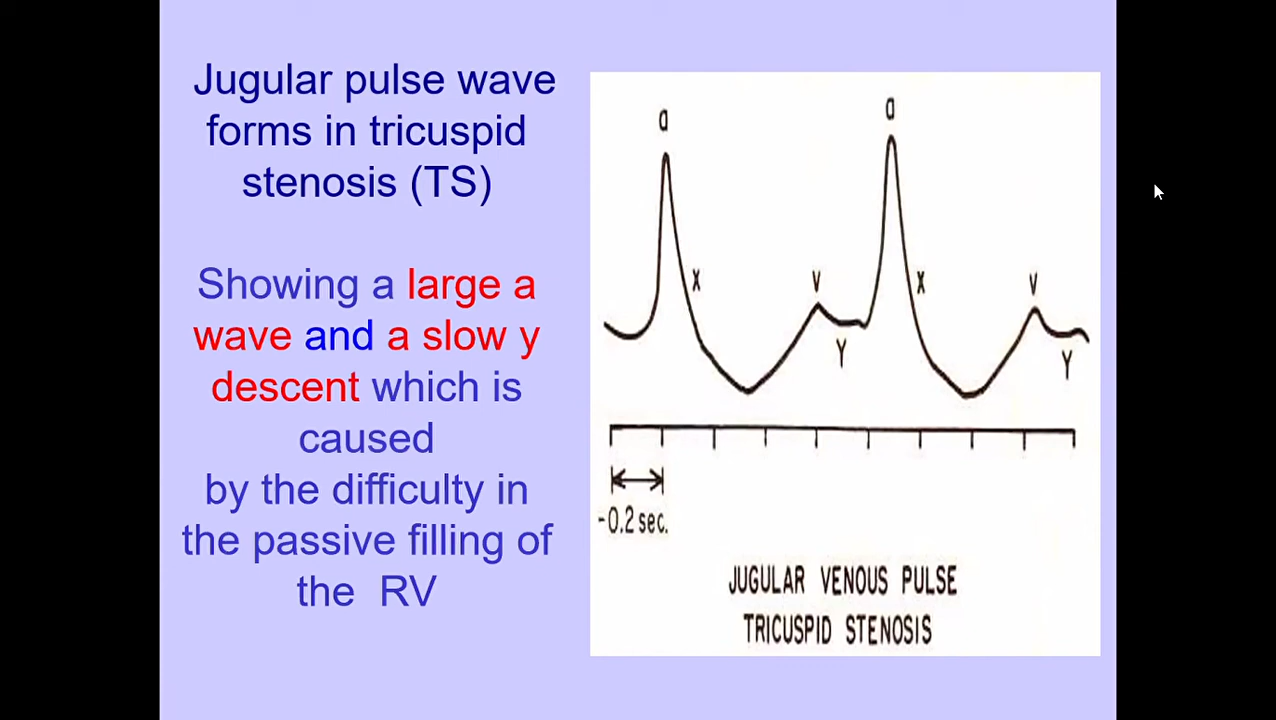 Jugular pulse wave
forms in tricuspid
stenosis (TS)
Showing a large a
wave and a slow y
descent which is
caused
by the difficulty in
the passive filling of
the RV
a
a
X
V
X
V
Y
Y
-0.2 sec.
JUGULAR VENOUS PULSE
TRICUSPID STENOSIS